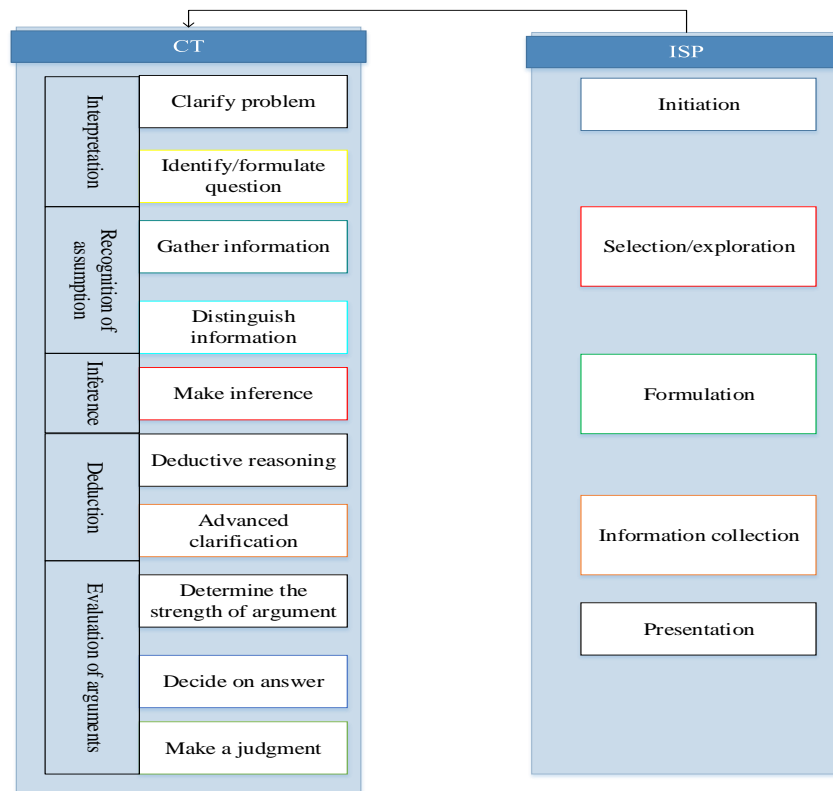 CT
Interpretation
Clarify problem
Identify/formulate
question
Recognition of
assumption
Gather information
Distinguish
information
Inference
Make inference
Deduction
Deductive reasoning
Advanced
clarification
Evaluation of arguments
Determine the
strength of argument
Decide on answer
Make a judgment
ISP
Initiation
Selection/exploration
Formulation
Information collection
Presentation